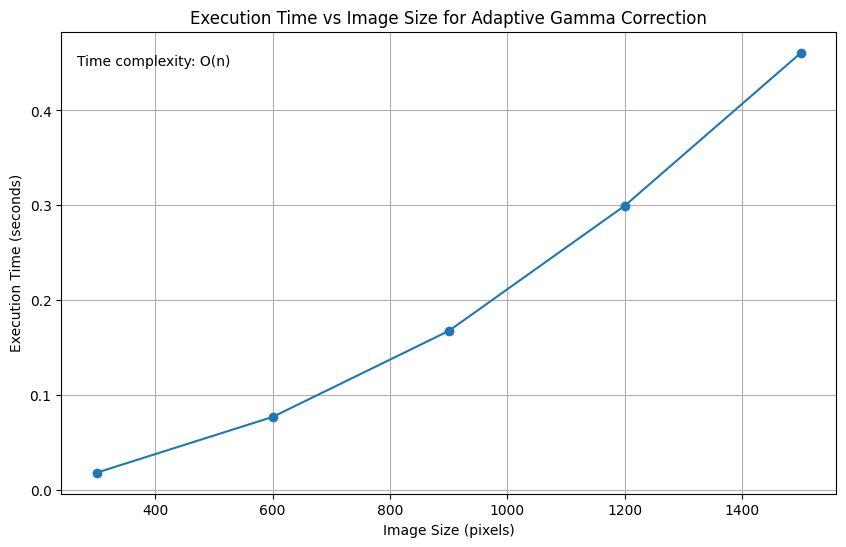 Execution Time vs Image Size for Adaptive Gamma Correction
Time complexity: O(n)
Execution Time (seconds)
0.4
0.3
0.2
0.1
0.0
400 600 800 1000 1200 1400
Image Size (pixels)